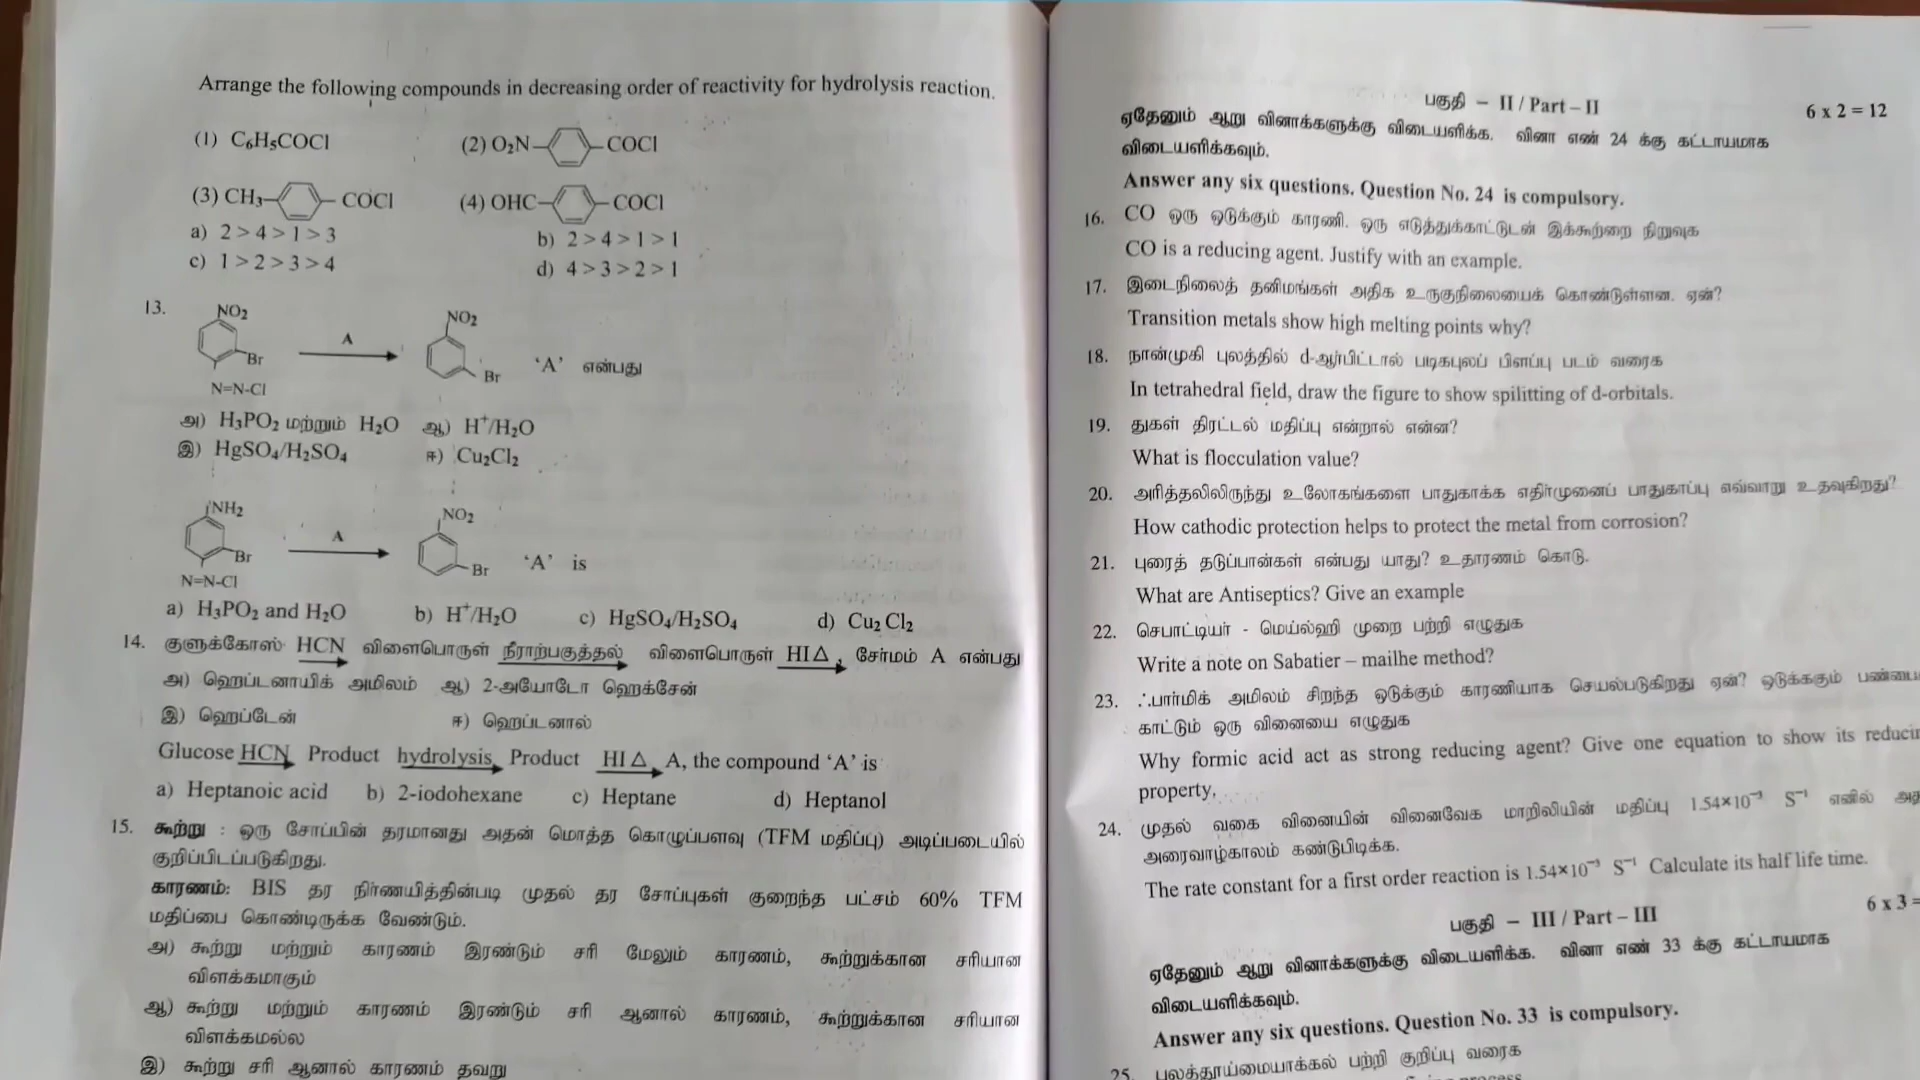 Arrange the following compounds in decreasing order of reactivity for hydrolysis reaction.
(1) C₆H₅COCl
(2) O₂N COCl
(3) CH₃ COCl
(4) OHC COCl
a) 2 > 4 > 1 > 3
b) 2 > 4 > 1 > 1
c) 1 > 2 > 3 > 4
d) 4 > 3 > 2 > 1
13.
NO₂
Br
N=N-Cl
A
NO₂
Br
'A' என்பது
அ) H₃PO₂ மற்றும் H₂O
ஆ) H⁺/H₂O
இ) HgSO₄/H₂SO₄
ஈ) Cu₂Cl₂
NH₂
Br
N=N-Cl
A
NO₂
Br
'A' is
a) H₃PO₂ and H₂O
b) H⁺/H₂O
c) HgSO₄/H₂SO₄
d) Cu₂ Cl₂
14. குளுக்கோஸ் HCN விளைபொருள் நீராற்பகுத்தல் விளைபொருள் HI Δ , சேர்மம் A என்பது
அ) ஹெப்டனாயிக் அமிலம் ஆ) 2-அயோடோ ஹெக்சேன்
இ) ஹெப்டேன் ஈ) ஹெப்டனால்
Glucose HCN Product hydrolysis Product HI Δ A, the compound 'A' is
a) Heptanoic acid b) 2-iodohexane c) Heptane d) Heptanol
15. கூற்று : ஒரு சோப்பின் தரமானது அதன் மொத்த கொழுப்பளவு (TFM மதிப்பு) அடிப்படையில்
குறிப்பிடப்படுகிறது.
காரணம்: BIS தர நிர்ணயித்தின்படி முதல் தர சோப்புகள் குறைந்த பட்சம் 60% TFM
மதிப்பை கொண்டிருக்க வேண்டும்.
அ) கூற்று மற்றும் காரணம் இரண்டும் சரி மேலும் காரணம், கூற்றுக்கான சரியான
விளக்கமாகும்
ஆ) கூற்று மற்றும் காரணம் இரண்டும் சரி ஆனால் காரணம், கூற்றுக்கான சரியான
விளக்கமல்ல
இ) கூற்று சரி ஆனால் காரணம் தவறு
பகுதி – II / Part – II
6 x 2 = 12
ஏதேனும் ஆறு வினாக்களுக்கு விடையளிக்க. வினா எண் 24 க்கு கட்டாயமாக
விடையளிக்கவும்.
Answer any six questions. Question No. 24 is compulsory.
16. CO ஒரு ஒடுக்கும் காரணி. ஒரு எடுத்துக்காட்டுடன் இக்கூற்றை நிறுவுக
CO is a reducing agent. Justify with an example.
17. இடைநிலைத் தனிமங்கள் அதிக உருகுநிலையைக் கொண்டுள்ளன. ஏன்?
Transition metals show high melting points why?
18. நான்முகி புலத்தில் d-ஆர்பிட்டால் படிகபுலப் பிளப்பு படம் வரைக
In tetrahedral field, draw the figure to show spilitting of d-orbitals.
19. துகள் திரட்டல் மதிப்பு என்றால் என்ன?
What is flocculation value?
20. அரித்தலிலிருந்து உலோகங்களை பாதுகாக்க எதிர்முனைப் பாதுகாப்பு எவ்வாறு உதவுகிறது?
How cathodic protection helps to protect the metal from corrosion?
21. புரைத் தடுப்பான்கள் என்பது யாது? உதாரணம் கொடு.
What are Antiseptics? Give an example
22. செபாட்டியர் - மெய்ல்ஹி முறை பற்றி எழுதுக
Write a note on Sabatier – mailhe method?
23. ஃபார்மிக் அமிலம் சிறந்த ஒடுக்கும் காரணியாக செயல்படுகிறது ஏன்? ஒடுக்ககும்
காட்டும் ஒரு வினையை எழுதுக
Why formic acid act as strong reducing agent? Give one equation to show its
property.
24. முதல் வகை வினையின் வினைவேக மாறிலியின் மதிப்பு 1.54×10⁻³ S⁻¹ எனில்
அரைவாழ்காலம் கண்டுபிடிக்க.
The rate constant for a first order reaction is 1.54×10⁻³ S⁻¹ Calculate its half life time.
பகுதி – III / Part – III
6 x 3 =
ஏதேனும் ஆறு வினாக்களுக்கு விடையளிக்க. வினா எண் 33 க்கு கட்டாயமாக
விடையளிக்கவும்.
Answer any six questions. Question No. 33 is compulsory.
25. புலத்தூய்மையாக்கல் பற்றி குறிப்பு வரைக